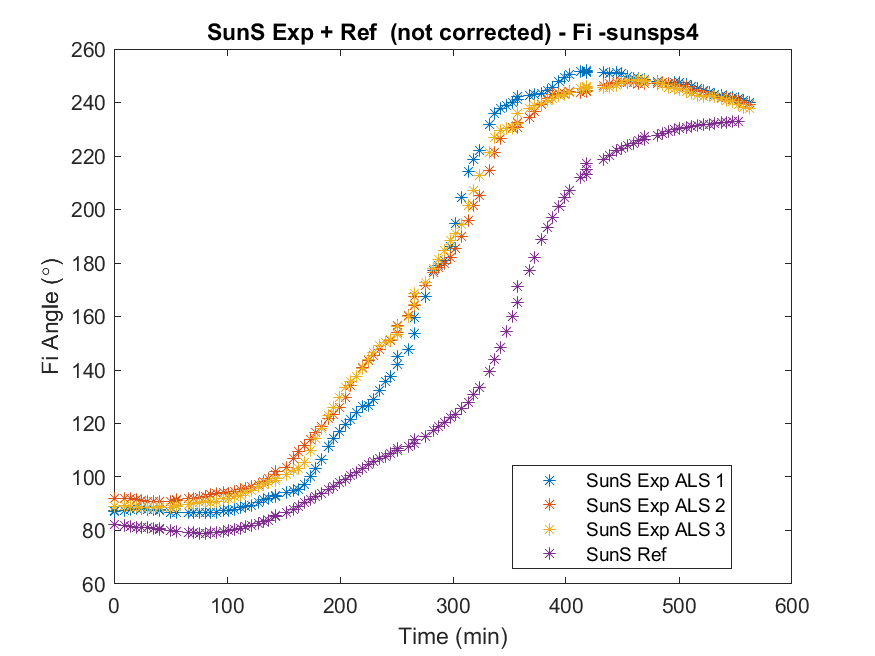 SunS Exp + Ref  (not corrected) - Fi -sunsps4
Fi Angle (°)
260
240
220
200
180
160
140
120
100
80
60
0 100 200 300 400 500 600
Time (min)
SunS Exp ALS 1
SunS Exp ALS 2
SunS Exp ALS 3
SunS Ref